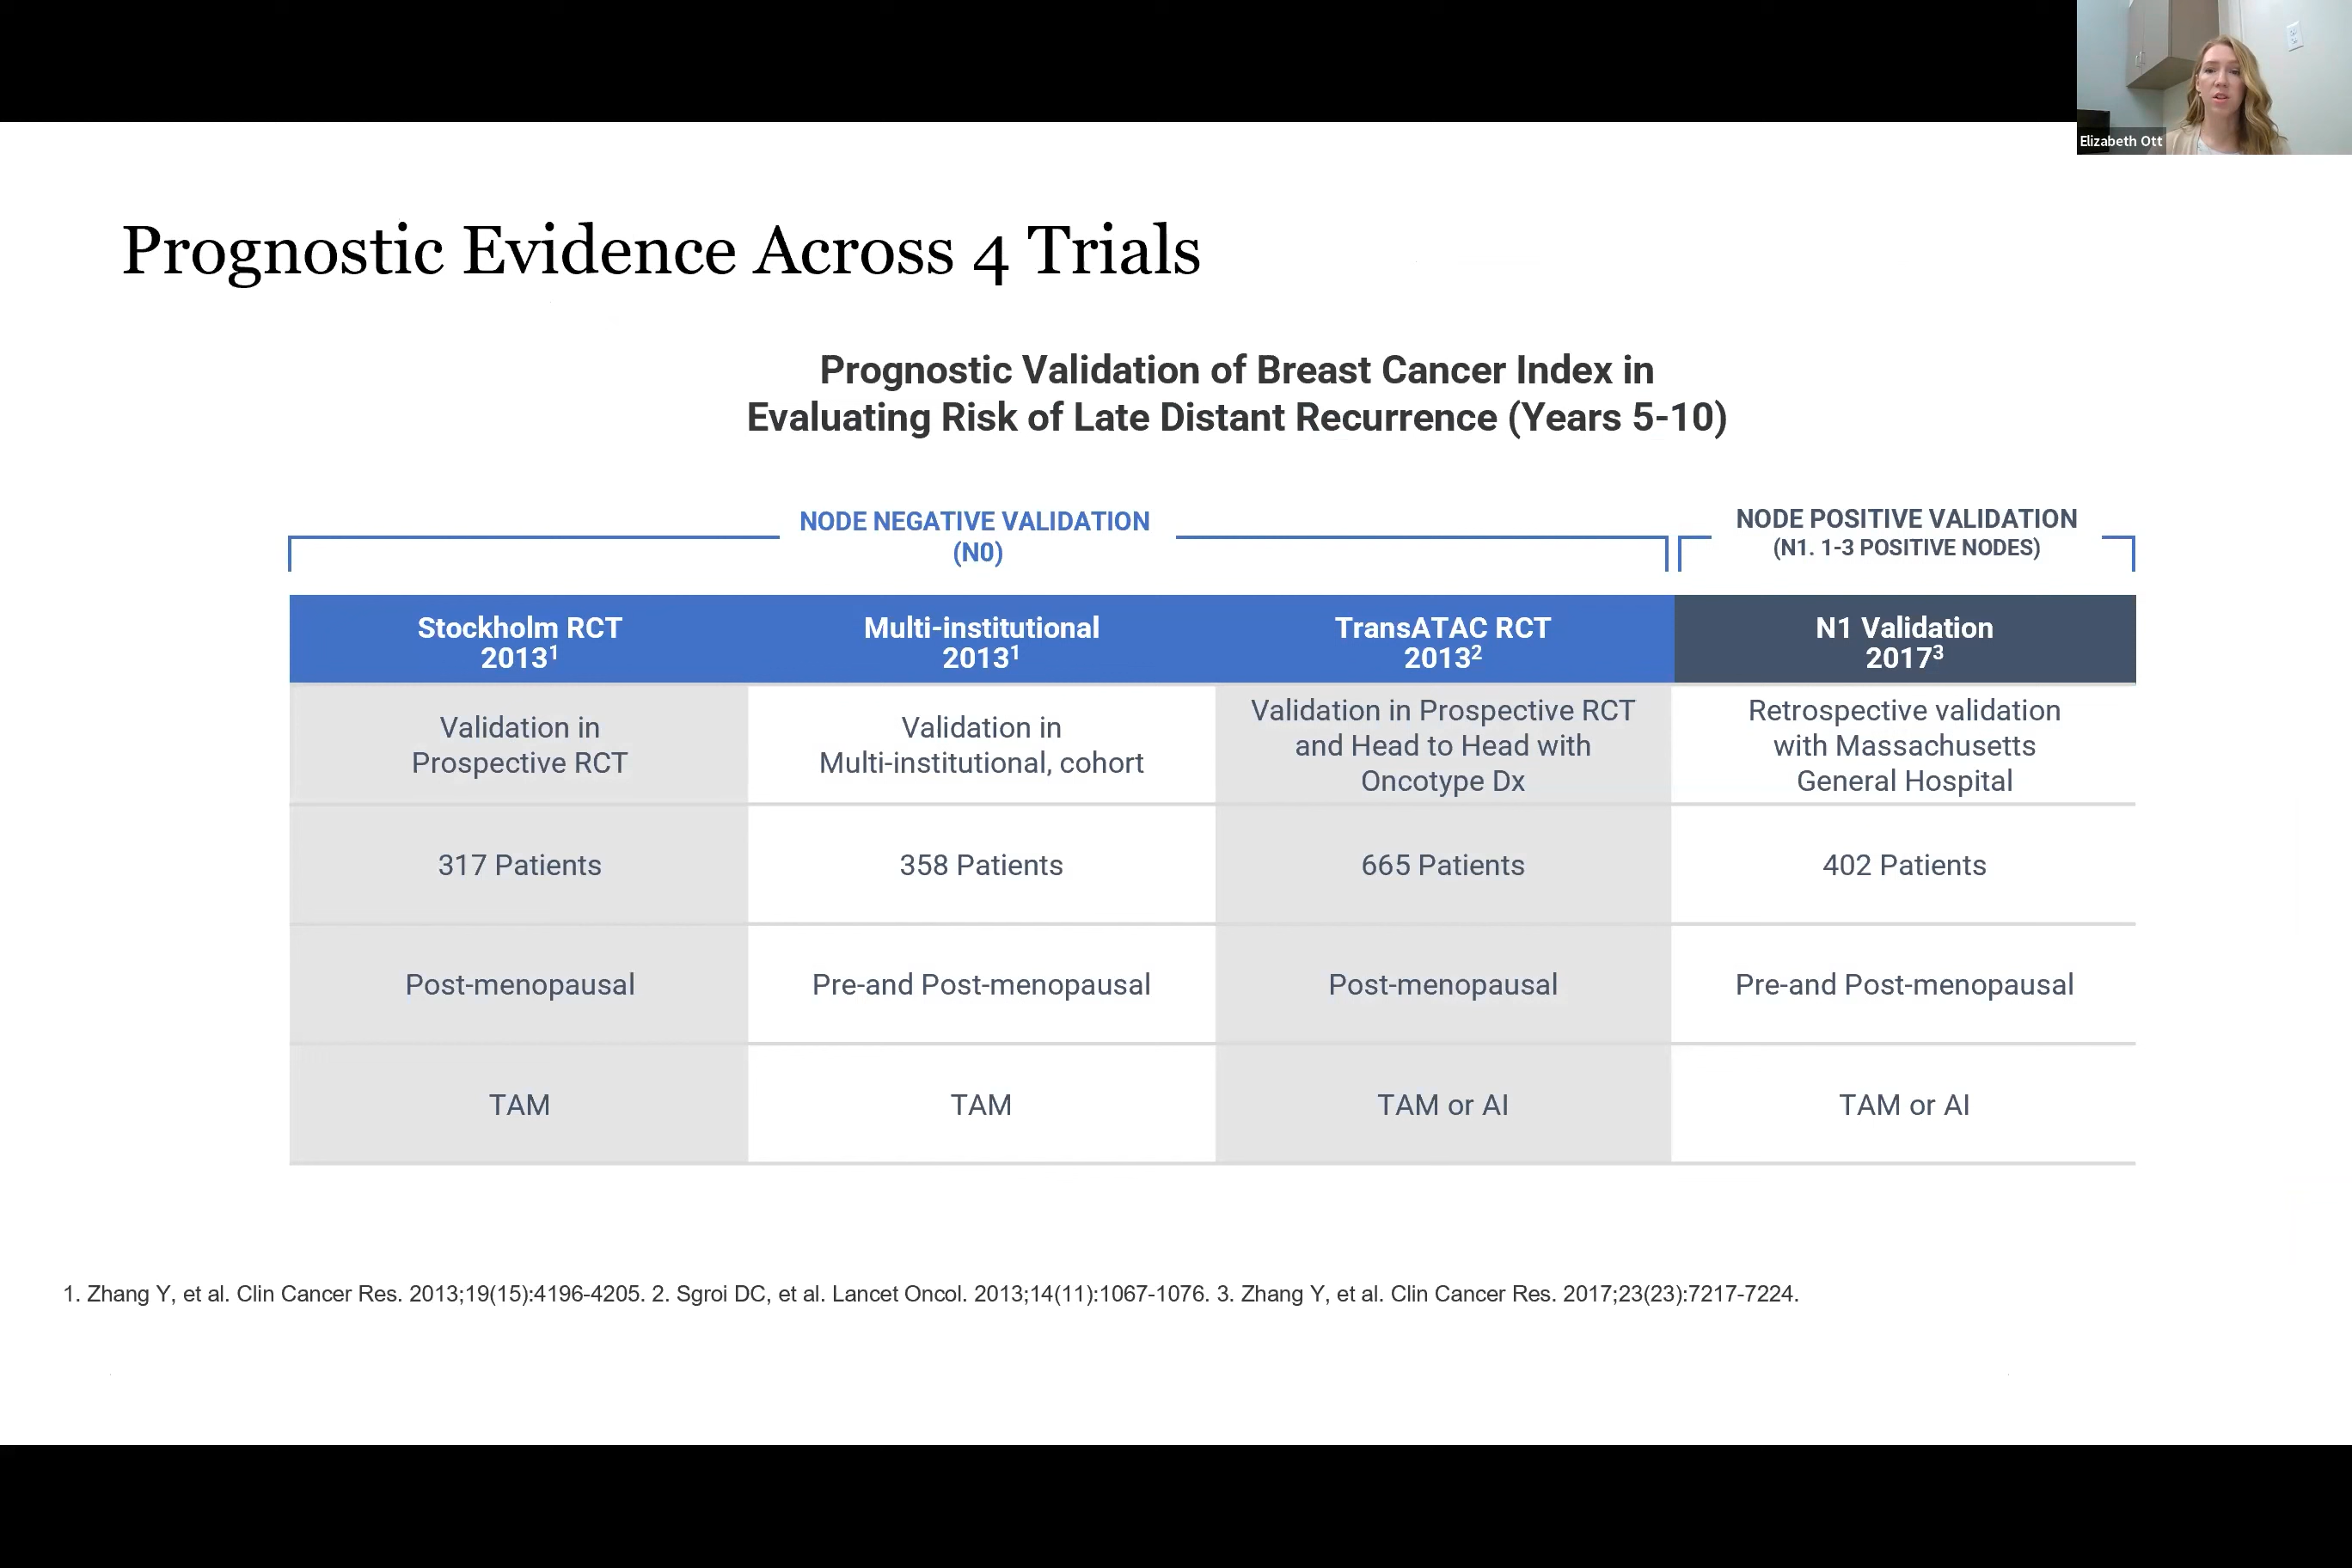 Elizabeth Ott
Prognostic Evidence Across 4 Trials
Prognostic Validation of Breast Cancer Index in
Evaluating Risk of Late Distant Recurrence (Years 5-10)
NODE NEGATIVE VALIDATION
(N0)
NODE POSITIVE VALIDATION
(N1. 1-3 POSITIVE NODES)
Stockholm RCT
2013¹
Multi-institutional
2013¹
TransATAC RCT
2013²
N1 Validation
2017³
Validation in
Prospective RCT
Validation in
Multi-institutional, cohort
Validation in Prospective RCT
and Head to Head with
Oncotype Dx
Retrospective validation
with Massachusetts
General Hospital
317 Patients
358 Patients
665 Patients
402 Patients
Post-menopausal
Pre-and Post-menopausal
Post-menopausal
Pre-and Post-menopausal
TAM
TAM
TAM or AI
TAM or AI
1. Zhang Y, et al. Clin Cancer Res. 2013;19(15):4196-4205. 2. Sgroi DC, et al. Lancet Oncol. 2013;14(11):1067-1076. 3. Zhang Y, et al. Clin Cancer Res. 2017;23(23):7217-7224.